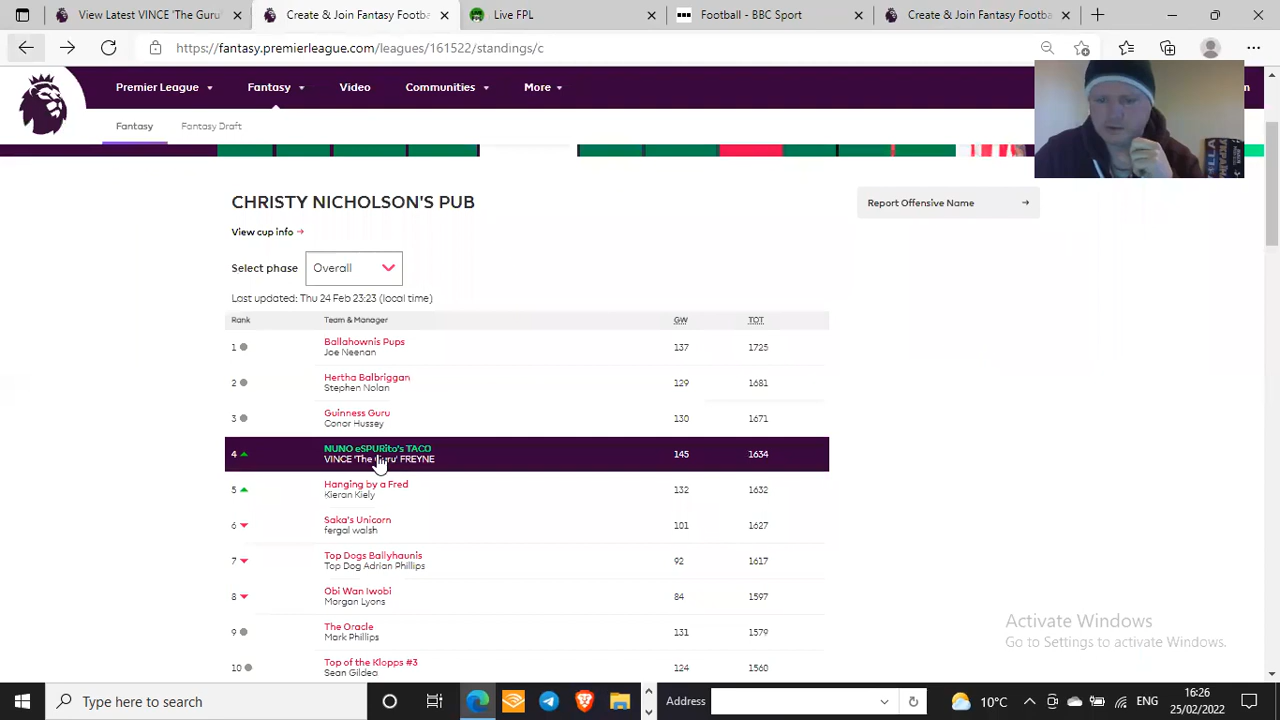 View VINCE 'The Guru'
Create & Join Fantasy Football
Live FPL
Football - BBC Sport
Create & Join Fantasy Football
https://fantasy.premierleague.com/leagues/161522/standings/c
Premier League Fantasy Video Communities More
Fantasy Fantasy Draft
CHRISTY NICHOLSON'S PUB
Report Offensive Name
View cup info
Select phase Overall
Last updated: Thu 24 Feb 23:23 (local time)
Rank Team & Manager GW TOT
1 Ballahownis Pups 137 1725
Joe Neenan
2 Hertha Balbriggan 129 1681
Stephen Nolan
3 Guinness Guru 130 1671
Conor Hussey
4 NUNO eSPURito's TACO 145 1634
VINCE 'The Guru' FREYNE
5 Hanging by a Fred 132 1632
Kieran Kiely
6 Saka's Unicorn 101 1627
fergal walsh
7 Top Dogs Ballyhaunis 92 1617
Top Dog Adrian Phillips
8 Obi Wan Iwobi 84 1597
Morgan Lyons
9 The Oracle 131 1579
Mark Phillips
10 Top of the Klopps #3 124 1560
Sean Gildea
Activate Windows
Go to Settings to activate Windows.
Type here to search
Address
10°C
ENG
16:26
25/02/2022